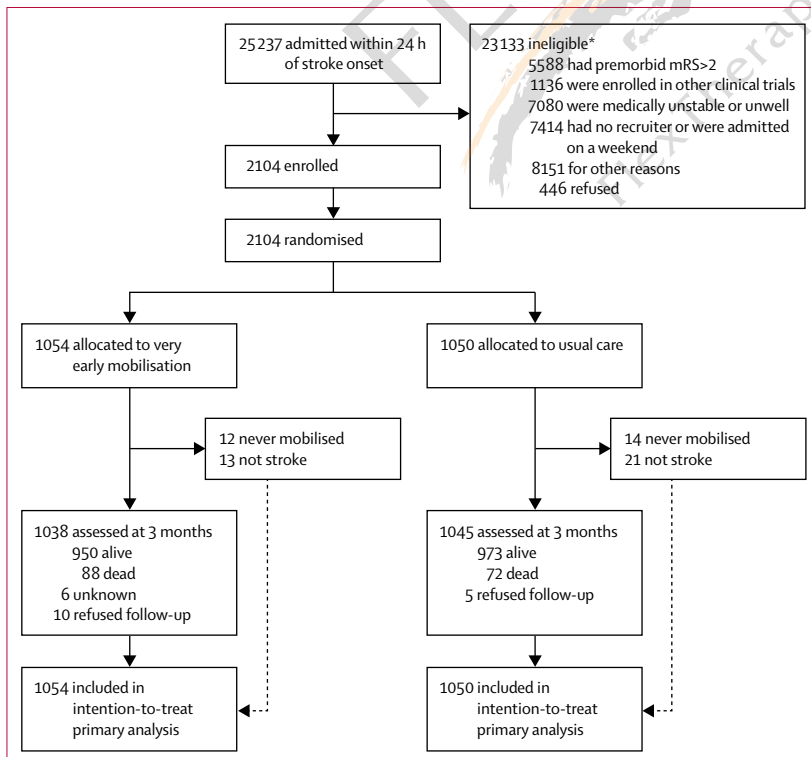 25237 admitted within 24 h
of stroke onset
23133 ineligible*
5588 had premorbid mRS>2
1136 were enrolled in other clinical trials
7080 were medically unstable or unwell
7414 had no recruiter or were admitted
on a weekend
8151 for other reasons
446 refused
2104 enrolled
2104 randomised
1054 allocated to very
early mobilisation
1050 allocated to usual care
12 never mobilised
13 not stroke
14 never mobilised
21 not stroke
1038 assessed at 3 months
950 alive
88 dead
6 unknown
10 refused follow-up
1045 assessed at 3 months
973 alive
72 dead
5 refused follow-up
1054 included in
intention-to-treat
primary analysis
1050 included in
intention-to-treat
primary analysis